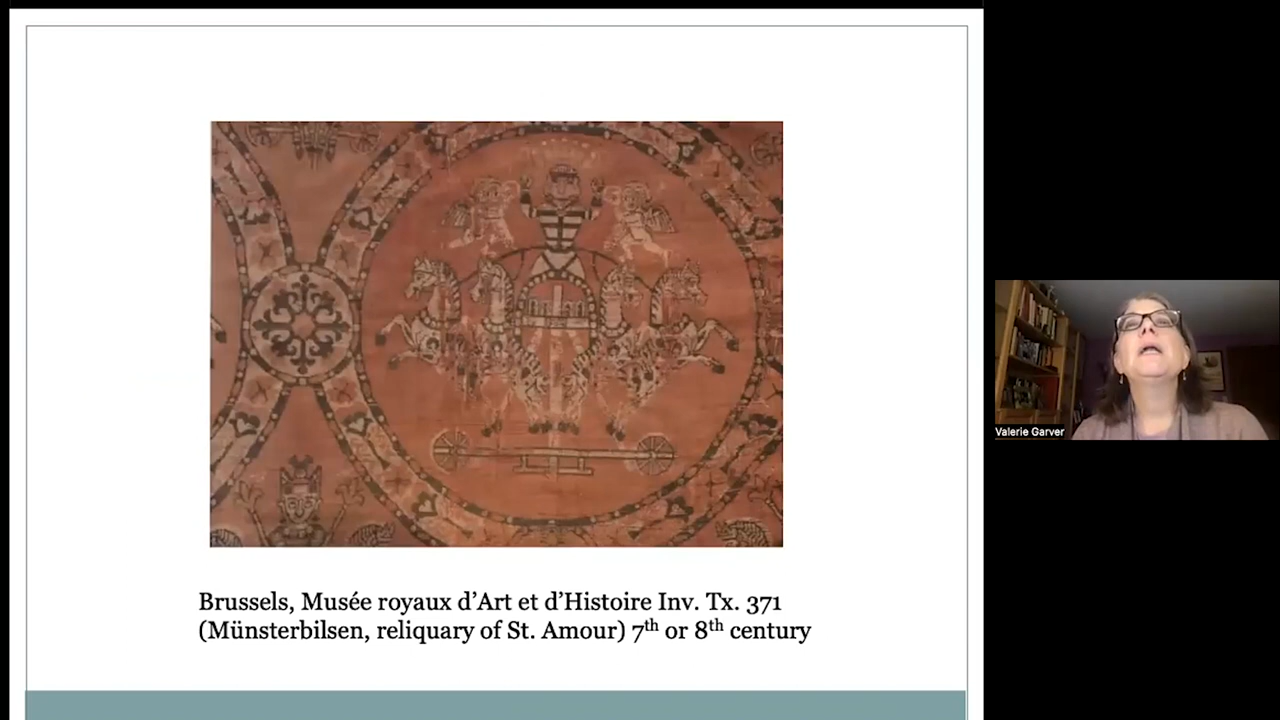 Brussels, Musée royaux d’Art et d’Histoire Inv. Tx. 371
(Münsterbilsen, reliquary of St. Amour) 7th or 8th century
Valerie Garver